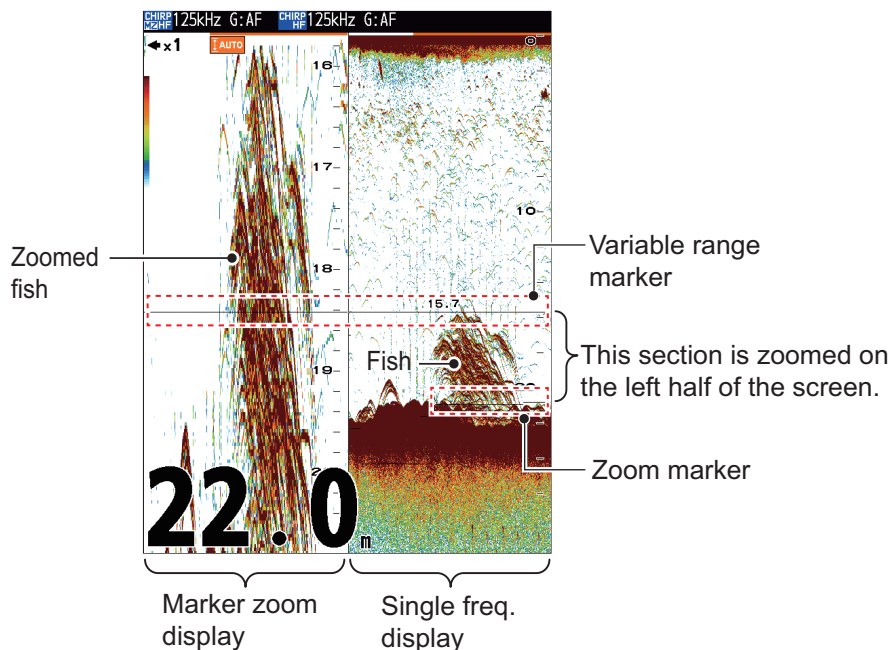 CHIRP MZHF 125kHz G:AF CHIRP HF 125kHz G:AF
x1
AUTO
0
16
17
10
Zoomed
fish
18
Variable range
marker
15.7
Fish
19
This section is zoomed on
the left half of the screen.
Zoom marker
22.0m
Marker zoom
display
Single freq.
display